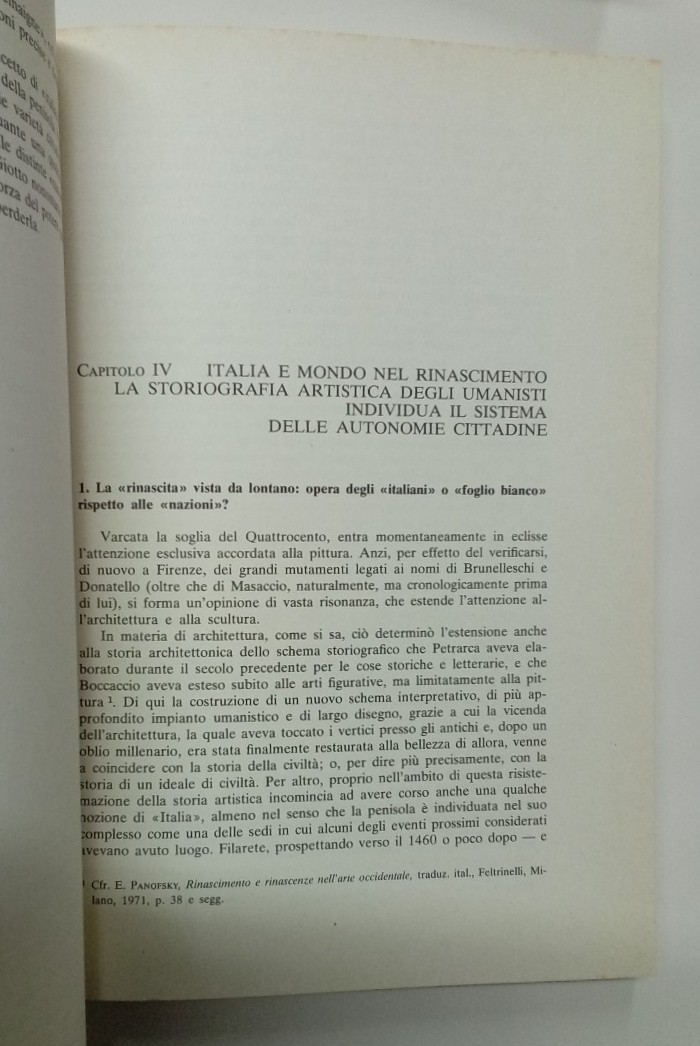 della penisola
varietà
una
le distinte
Giotto
orza del
perderla.
CAPITOLO IV ITALIA E MONDO NEL RINASCIMENTO
LA STORIOGRAFIA ARTISTICA DEGLI UMANISTI
INDIVIDUA IL SISTEMA
DELLE AUTONOMIE CITTADINE
1. La «rinascita» vista da lontano: opera degli «italiani» o «foglio bianco»
rispetto alle «nazioni»?
Varcata la soglia del Quattrocento, entra momentaneamente in eclisse
l'attenzione esclusiva accordata alla pittura. Anzi, per effetto del verificarsi,
di nuovo a Firenze, dei grandi mutamenti legati ai nomi di Brunelleschi e
Donatello (oltre che di Masaccio, naturalmente, ma cronologicamente prima
di lui), si forma un'opinione di vasta risonanza, che estende l'attenzione al-
l'architettura e alla scultura.
In materia di architettura, come si sa, ciò determinò l'estensione anche
alla storia architettonica dello schema storiografico che Petrarca aveva ela-
borato durante il secolo precedente per le cose storiche e letterarie, e che
Boccaccio aveva esteso subito alle arti figurative, ma limitatamente alla pit-
tura ¹. Di qui la costruzione di un nuovo schema interpretativo, di più ap-
profondito impianto umanistico e di largo disegno, grazie a cui la vicenda
dell'architettura, la quale aveva toccato i vertici presso gli antichi e, dopo un
oblio millenario, era stata finalmente restaurata alla bellezza di allora, venne
a coincidere con la storia della civiltà; o, per dire più precisamente, con la
storia di un ideale di civiltà. Per altro, proprio nell'ambito di questa risiste-
mazione della storia artistica incomincia ad avere corso anche una qualche
nozione di «Italia», almeno nel senso che la penisola è individuata nel suo
complesso come una delle sedi in cui alcuni degli eventi prossimi considerati
avevano avuto luogo. Filarete, prospettando verso il 1460 o poco dopo — e
¹ Cfr. E. PANOFSKY, Rinascimento e rinascenze nell'arte occidentale, traduz. ital., Feltrinelli, Mi-
lano, 1971, p. 38 e segg.